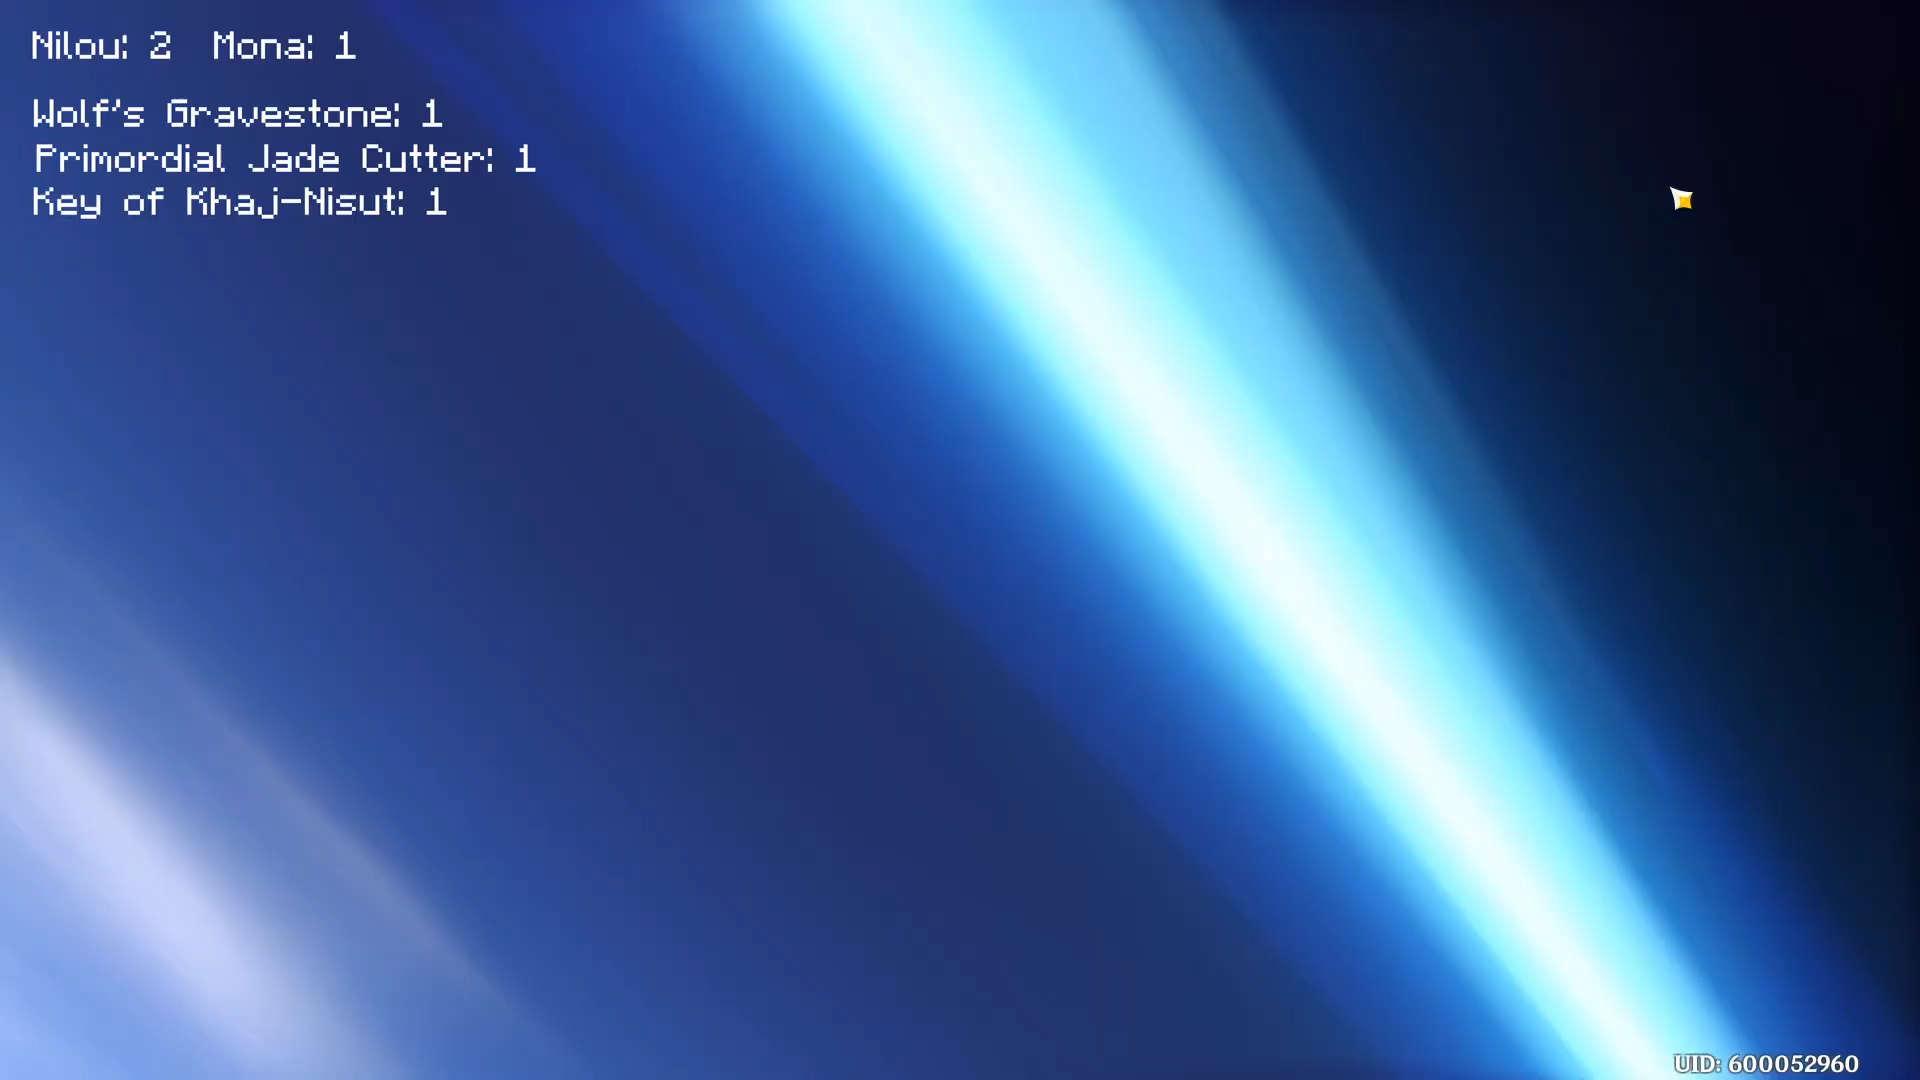 Nilou: 2  Mona: 1
Wolf's Gravestone: 1
Primordial Jade Cutter: 1
Key of Khaj-Nisut: 1
UID: 600052960